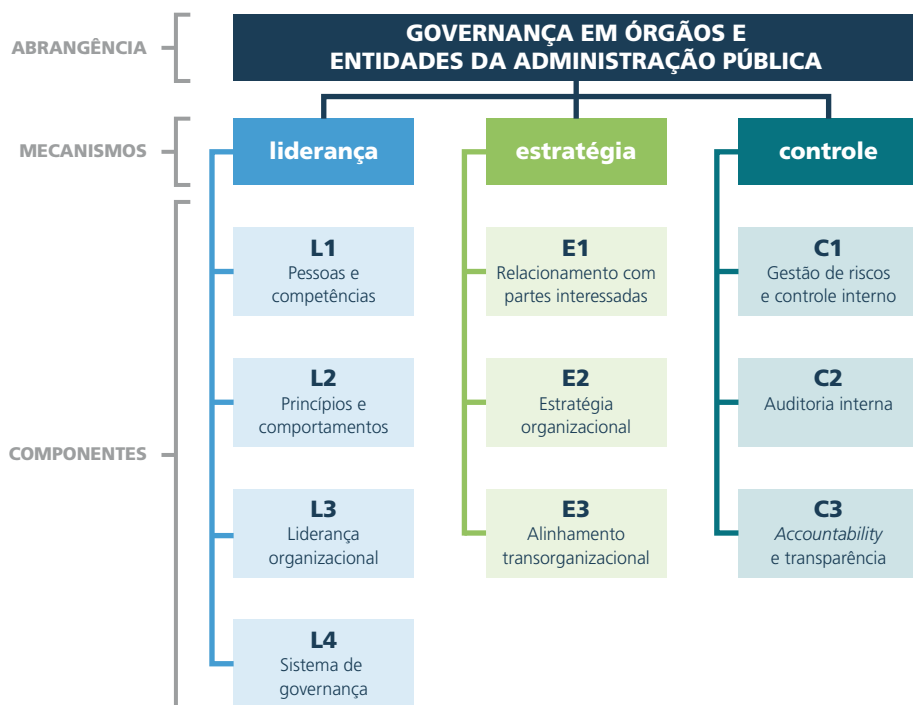 ABRANGÊNCIA
GOVERNANÇA EM ÓRGÃOS E
ENTIDADES DA ADMINISTRAÇÃO PÚBLICA
MECANISMOS
liderança
estratégia
controle
COMPONENTES
L1
Pessoas e
competências
L2
Princípios e
comportamentos
L3
Liderança
organizacional
L4
Sistema de
governança
E1
Relacionamento com
partes interessadas
E2
Estratégia
organizacional
E3
Alinhamento
transorganizacional
C1
Gestão de riscos
e controle interno
C2
Auditoria interna
C3
Accountability
e transparência